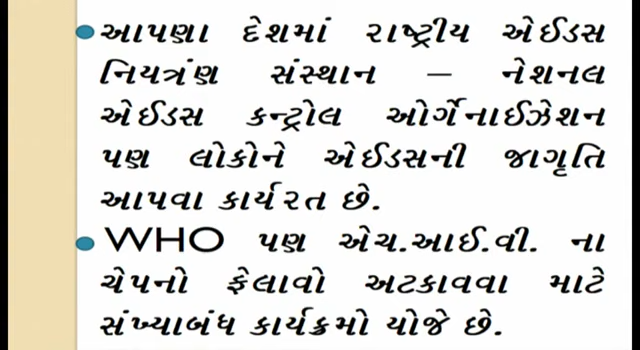 આપણા દેશમાં રાષ્ટ્રીય એઈડસ
નિયત્રંણ સંસ્થાન – નેશનલ
એઈડસ કન્ટ્રોલ ઓર્ગેનાઈઝેશન
પણ લોકોને એઈડસની જાગૃતિ
આપવા કાર્યરત છે.
WHO પણ એચ.આઈ.વી. ના
ચેપનો ફેલાવો અટકાવવા માટે
સંખ્યાબંધ કાર્યક્રમો યોજે છે.